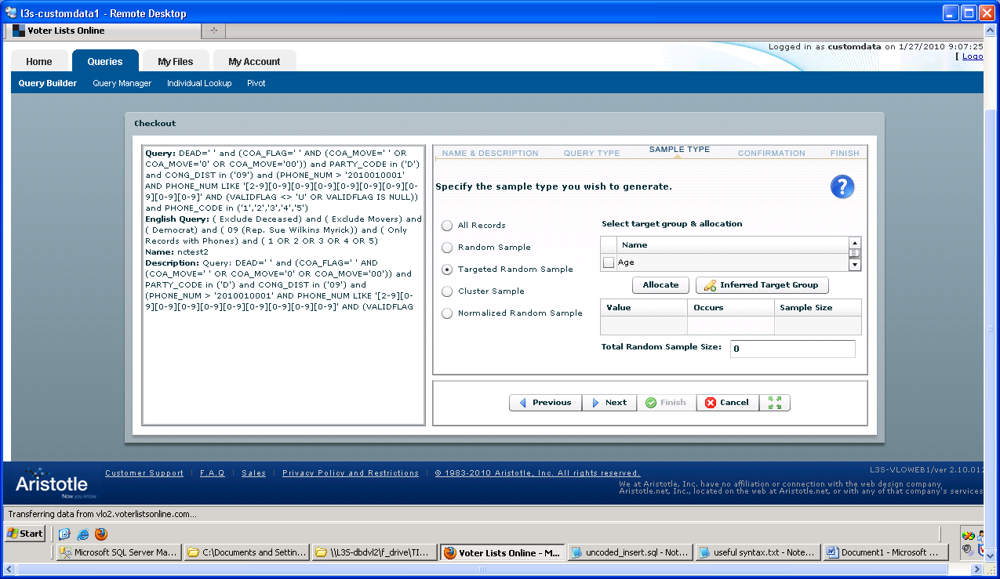 l3s-customdata1 - Remote Desktop
Voter Lists Online
Logged in as customdata on 1/27/2010 9:07:25
[ Logo
Home Queries My Files My Account
Query Builder Query Manager Individual Lookup Pivot
Checkout
Query: DEAD=' ' and (COA_FLAG=' ' AND (COA_MOVE=' ' OR
COA_MOVE='0' OR COA_MOVE='00')) and PARTY_CODE in ('D')
and CONG_DIST in ('09') and (PHONE_NUM > '2010010001'
AND PHONE_NUM LIKE '[2-9][0-9][0-9][0-9][0-9][0-9][0-9][0-
9][0-9][0-9]' AND (VALIDFLAG <> 'U' OR VALIDFLAG IS NULL))
and PHONE_CODE in ('1','2','3','4','5')
English Query: ( Exclude Deceased) and ( Exclude Movers) and
( Democrat) and ( 09 (Rep. Sue Wilkins Myrick)) and ( Only
Records with Phones) and ( 1 OR 2 OR 3 OR 4 OR 5)
Name: nctest2
Description: Query: DEAD=' ' and (COA_FLAG=' ' AND
(COA_MOVE=' ' OR COA_MOVE='0' OR COA_MOVE='00')) and
PARTY_CODE in ('D') and CONG_DIST in ('09') and
(PHONE_NUM > '2010010001' AND PHONE_NUM LIKE '[2-9][0-
9][0-9][0-9][0-9][0-9][0-9][0-9][0-9][0-9]' AND (VALIDFLAG
NAME & DESCRIPTION QUERY TYPE SAMPLE TYPE CONFIRMATION FINISH
Specify the sample type you wish to generate.
?
All Records
Random Sample
Targeted Random Sample
Cluster Sample
Normalized Random Sample
Select target group & allocation
Name
Age
Allocate Inferred Target Group
Value Occurs Sample Size
Total Random Sample Size: 0
Previous Next Finish Cancel
Aristotle
Now you know
Customer Support | F.A.Q | Sales | Privacy Policy and Restrictions | © 1983-2010 Aristotle, Inc. All rights reserved.
L3S-VLOWEB1/ver 2.10.012
We at Aristotle, Inc. have no affiliation or connection with the web design company
Aristotle.net, Inc., located on the web at Aristotle.net, or with any of that company's services
Transferring data from vlo2.voterlistsonline.com...
Start
Microsoft SQL Server Ma... C:\Documents and Settin... \\L3S-dbdvl2\f_drive\TI... Voter Lists Online - M... uncoded_insert.sql - Not... useful syntax.txt - Note... Document1 - Microsoft ...